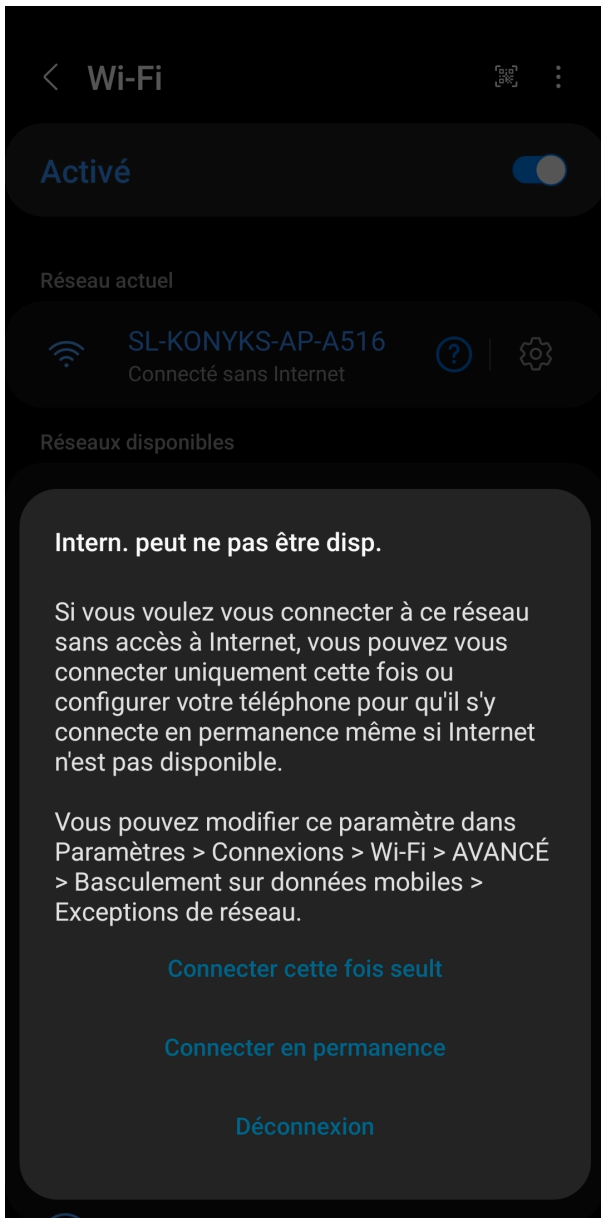 Wi-Fi
Activé
Réseau actuel
SL-KONYKS-AP-A516
Connecté sans Internet
Réseaux disponibles
Intern. peut ne pas être disp.
Si vous voulez vous connecter à ce réseau
sans accès à Internet, vous pouvez vous
connecter uniquement cette fois ou
configurer votre téléphone pour qu'il s'y
connecte en permanence même si Internet
n'est pas disponible.
Vous pouvez modifier ce paramètre dans
Paramètres > Connexions > Wi-Fi > AVANCÉ
> Basculement sur données mobiles >
Exceptions de réseau.
Connecter cette fois seult
Connecter en permanence
Déconnexion